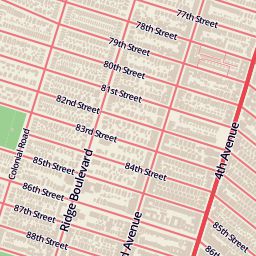 77th Street
78th Street
79th Street
80th Street
81st Street
82nd Street
83rd Street
84th Street
85th Street
86th Street
87th Street
88th Street
Colonial Road
Ridge Boulevard
Avenue
4th Avenue
85th Street